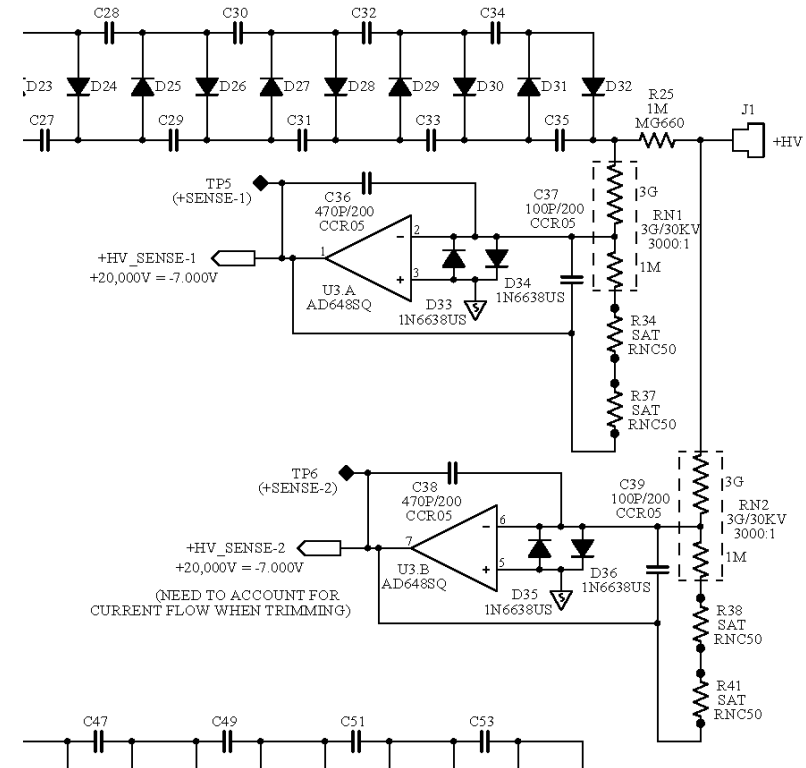 C28 C30 C32 C34
D23 D24 D25 D26 D27 D28 D29 D30 D31 D32
R25
1M
MG660
J1
+HV
C27 C29 C31 C33 C35
TP5
(+SENSE-1)
C36
470P/200
CCR05
C37
100P/200
CCR05
3G
RN1
3G/30KV
3000:1
1M
+HV_SENSE-1
+20,000V = -7.000V
1
2
3
-
+
U3.A
AD648SQ
D33
1N6638US
D34
1N6638US
S
R34
SAT
RNC50
R37
SAT
RNC50
TP6
(+SENSE-2)
C38
470P/200
CCR05
C39
100P/200
CCR05
3G
RN2
3G/30KV
3000:1
1M
+HV_SENSE-2
+20,000V = -7.000V
7
6
5
-
+
U3.B
AD648SQ
D35
1N6638US
D36
1N6638US
S
(NEED TO ACCOUNT FOR
CURRENT FLOW WHEN TRIMMING)
R38
SAT
RNC50
R41
SAT
RNC50
C47 C49 C51 C53